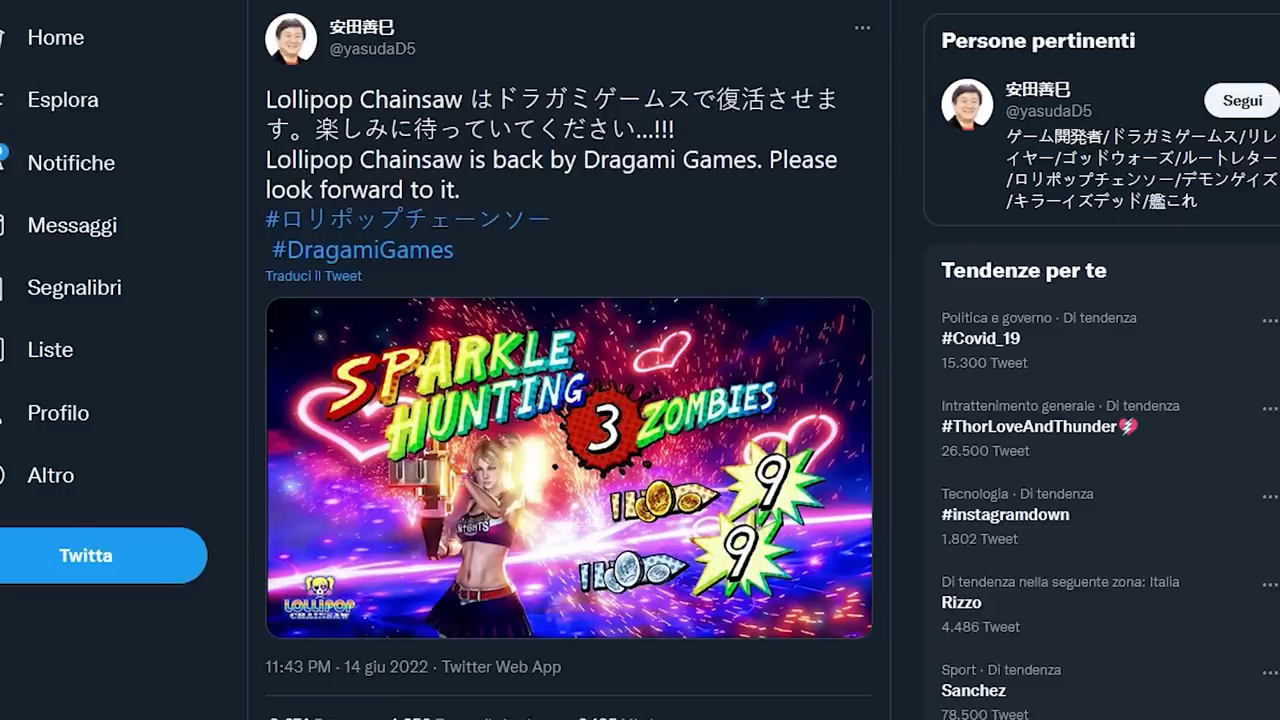 Home
Esplora
Notifiche
Messaggi
Segnalibri
Liste
Profilo
Altro
Twitta
安田善巳
@yasudaD5
Lollipop Chainsaw はドラガミゲームスで復活させま
す。楽しみに待っていてください...!!!
Lollipop Chainsaw is back by Dragami Games. Please
look forward to it.
#ロリポップチェーンソー
#DragamiGames
Traduci il Tweet
SPARKLE
HUNTING
3 ZOMBIES
9
9
KNIGHTS
LOLLIPOP
CHAINSAW
11:43 PM · 14 giu 2022 · Twitter Web App
Persone pertinenti
安田善巳
@yasudaD5
Segui
ゲーム開発者/ドラガミゲームス/リレ
イヤー/ゴッドウォーズ/ルートレター
/ロリポップチェンソー/デモンゲイズ
/キラーイズデッド/艦これ
Tendenze per te
Politica e governo · Di tendenza
#Covid_19
15.300 Tweet
Intrattenimento generale · Di tendenza
#ThorLoveAndThunder
26.500 Tweet
Tecnologia · Di tendenza
#instagramdown
1.802 Tweet
Di tendenza nella seguente zona: Italia
Rizzo
4.486 Tweet
Sport · Di tendenza
Sanchez
78.500 Tweet